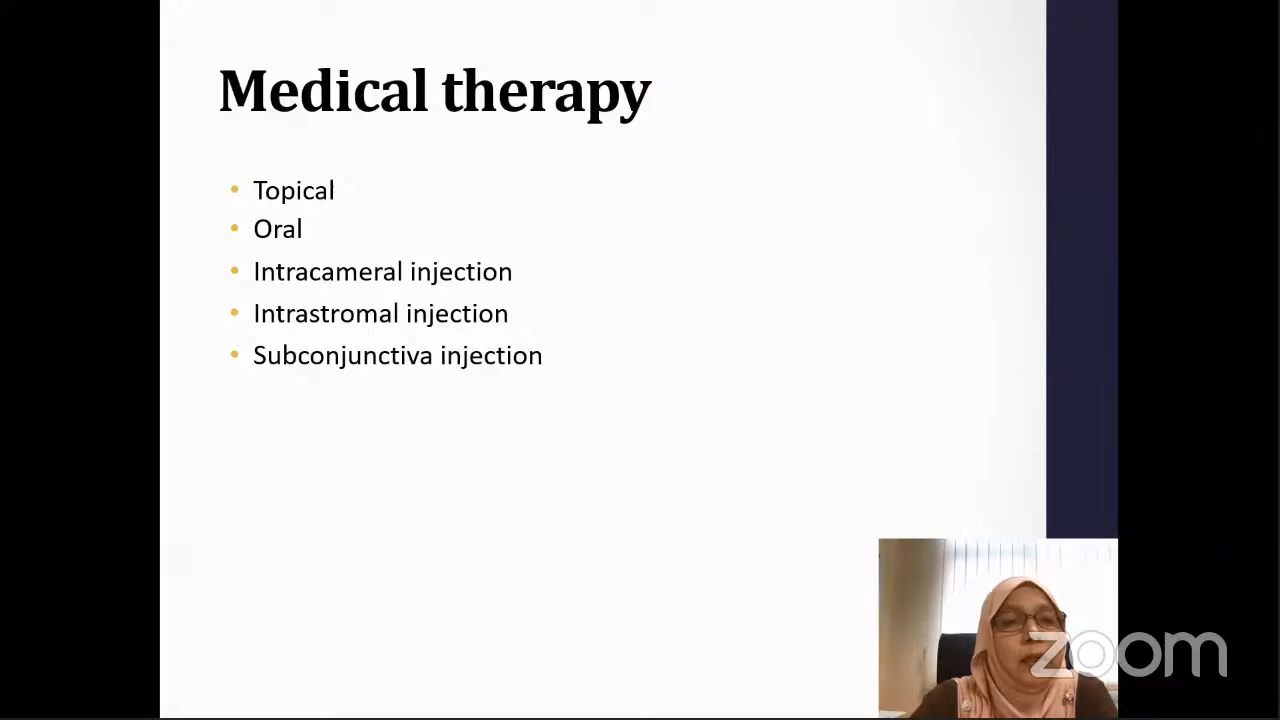 Medical therapy
• Topical
• Oral
• Intracameral injection
• Intrastromal injection
• Subconjunctiva injection
zoom